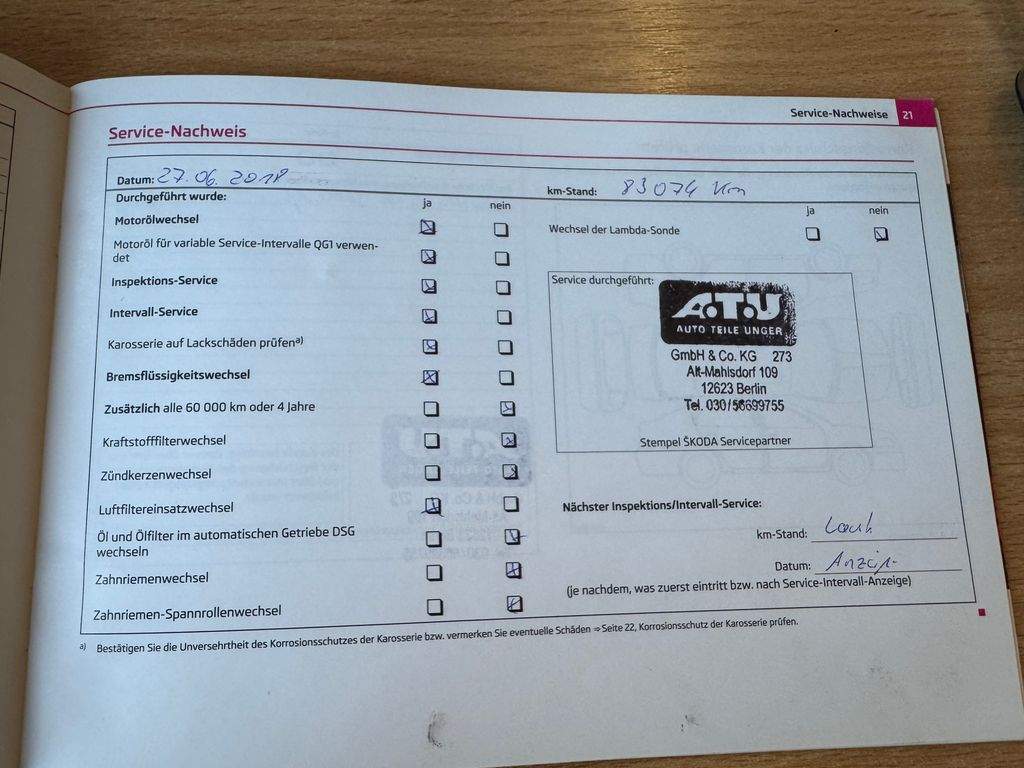 Service-Nachweise 21
Service-Nachweis
Datum: 27.06.2018
km-Stand: 83074 km
Durchgeführt wurde:
ja nein
Motorölwechsel
Motoröl für variable Service-Intervalle QG1 verwen-
det
Inspektions-Service
Intervall-Service
Karosserie auf Lackschäden prüfen a)
Bremsflüssigkeitswechsel
Zusätzlich alle 60 000 km oder 4 Jahre
Kraftstofffilterwechsel
Zündkerzenwechsel
Luftfiltereinsatzwechsel
Öl und Ölfilter im automatischen Getriebe DSG
wechseln
Zahnriemenwechsel
Zahnriemen-Spannrollenwechsel
ja nein
Wechsel der Lambda-Sonde
Service durchgeführt:
A.T.U
AUTO TEILE UNGER
GmbH & Co. KG 273
Alt-Mahlsdorf 109
12623 Berlin
Tel. 030/56699755
Stempel ŠKODA Servicepartner
Nächster Inspektions/Intervall-Service:
km-Stand: Laut
Datum: Anzeige
(je nachdem, was zuerst eintritt bzw. nach Service-Intervall-Anzeige)
a) Bestätigen Sie die Unversehrtheit des Korrosionsschutzes der Karosserie bzw. vermerken Sie eventuelle Schäden ⇒ Seite 22, Korrosionsschutz der Karosserie prüfen.